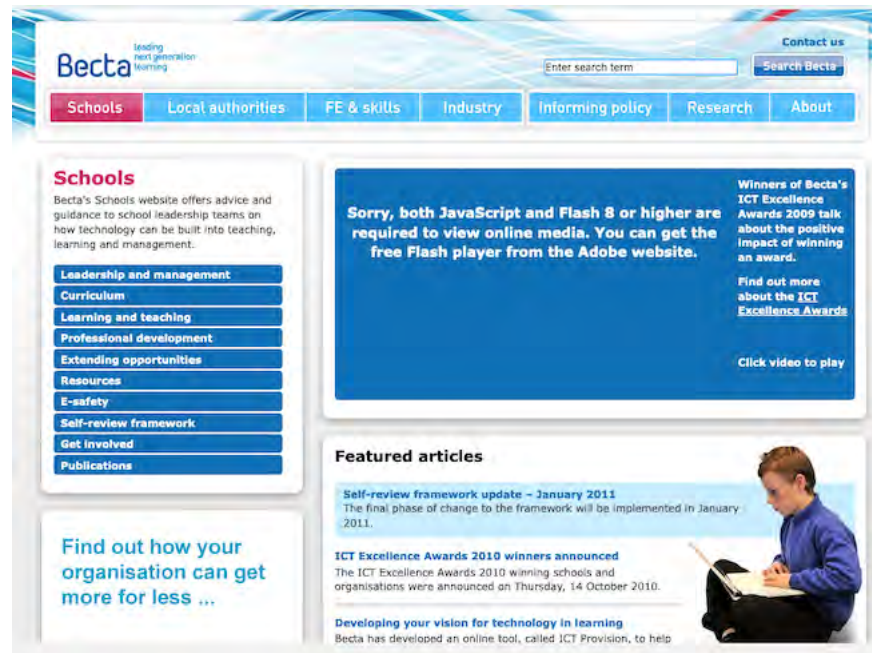 Becta
leading
next generation
learning
Contact us
Enter search term
Search Becta
Schools
Local authorities
FE & skills
Industry
Informing policy
Research
About
Schools
Becta's Schools website offers advice and
guidance to school leadership teams on
how technology can be built into teaching,
learning and management.
Leadership and management
Curriculum
Learning and teaching
Professional development
Extending opportunities
Resources
E-safety
Self-review framework
Get involved
Publications
Find out how your
organisation can get
more for less ...
Sorry, both JavaScript and Flash 8 or higher are
required to view online media. You can get the
free Flash player from the Adobe website.
Winners of Becta's
ICT Excellence
Awards 2009 talk
about the positive
impact of winning
an award.
Find out more
about the ICT
Excellence Awards
Click video to play
Featured articles
Self-review framework update – January 2011
The final phase of change to the framework will be implemented in January
2011.
ICT Excellence Awards 2010 winners announced
The ICT Excellence Awards 2010 winning schools and
organisations were announced on Thursday, 14 October 2010.
Developing your vision for technology in learning
Becta has developed an online tool, called ICT Provision, to help